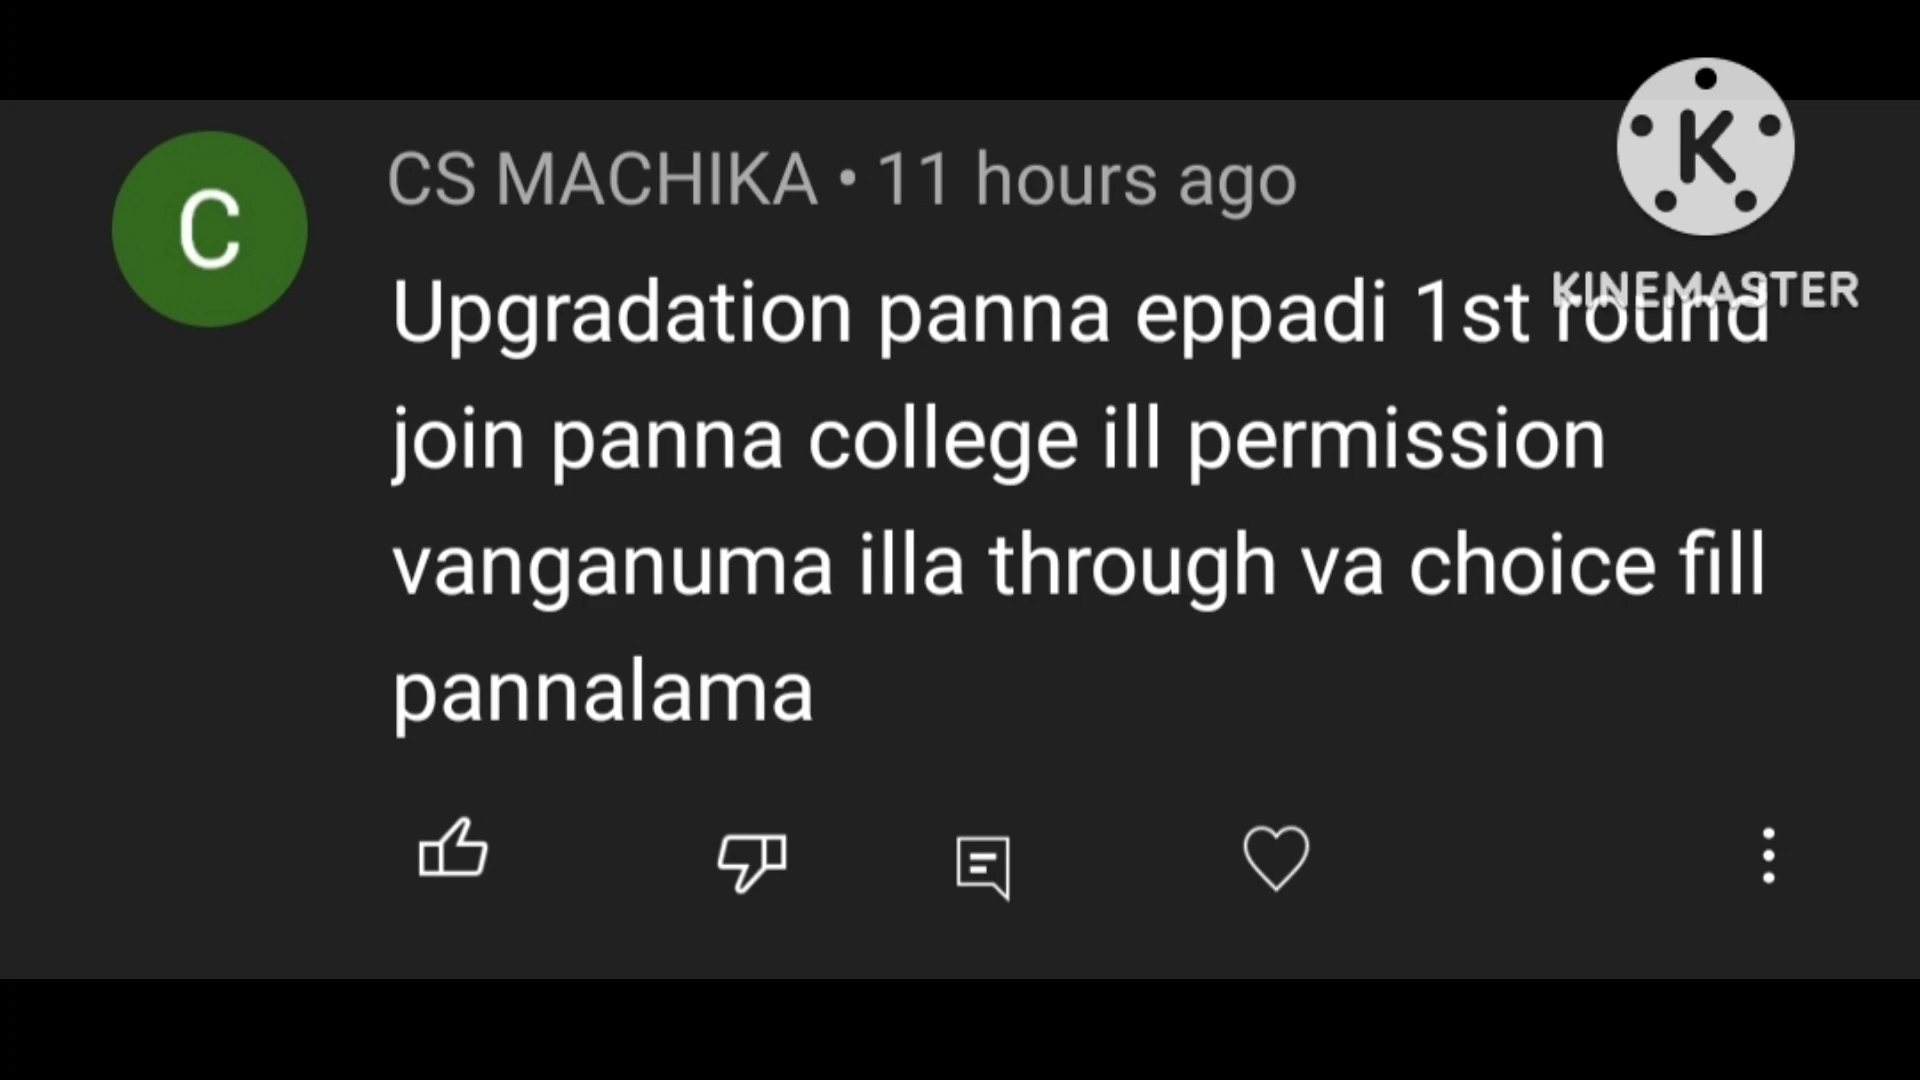 C
CS MACHIKA • 11 hours ago
K
KINEMASTER
Upgradation panna eppadi 1st round
join panna college ill permission
vanganuma illa through va choice fill
pannalama